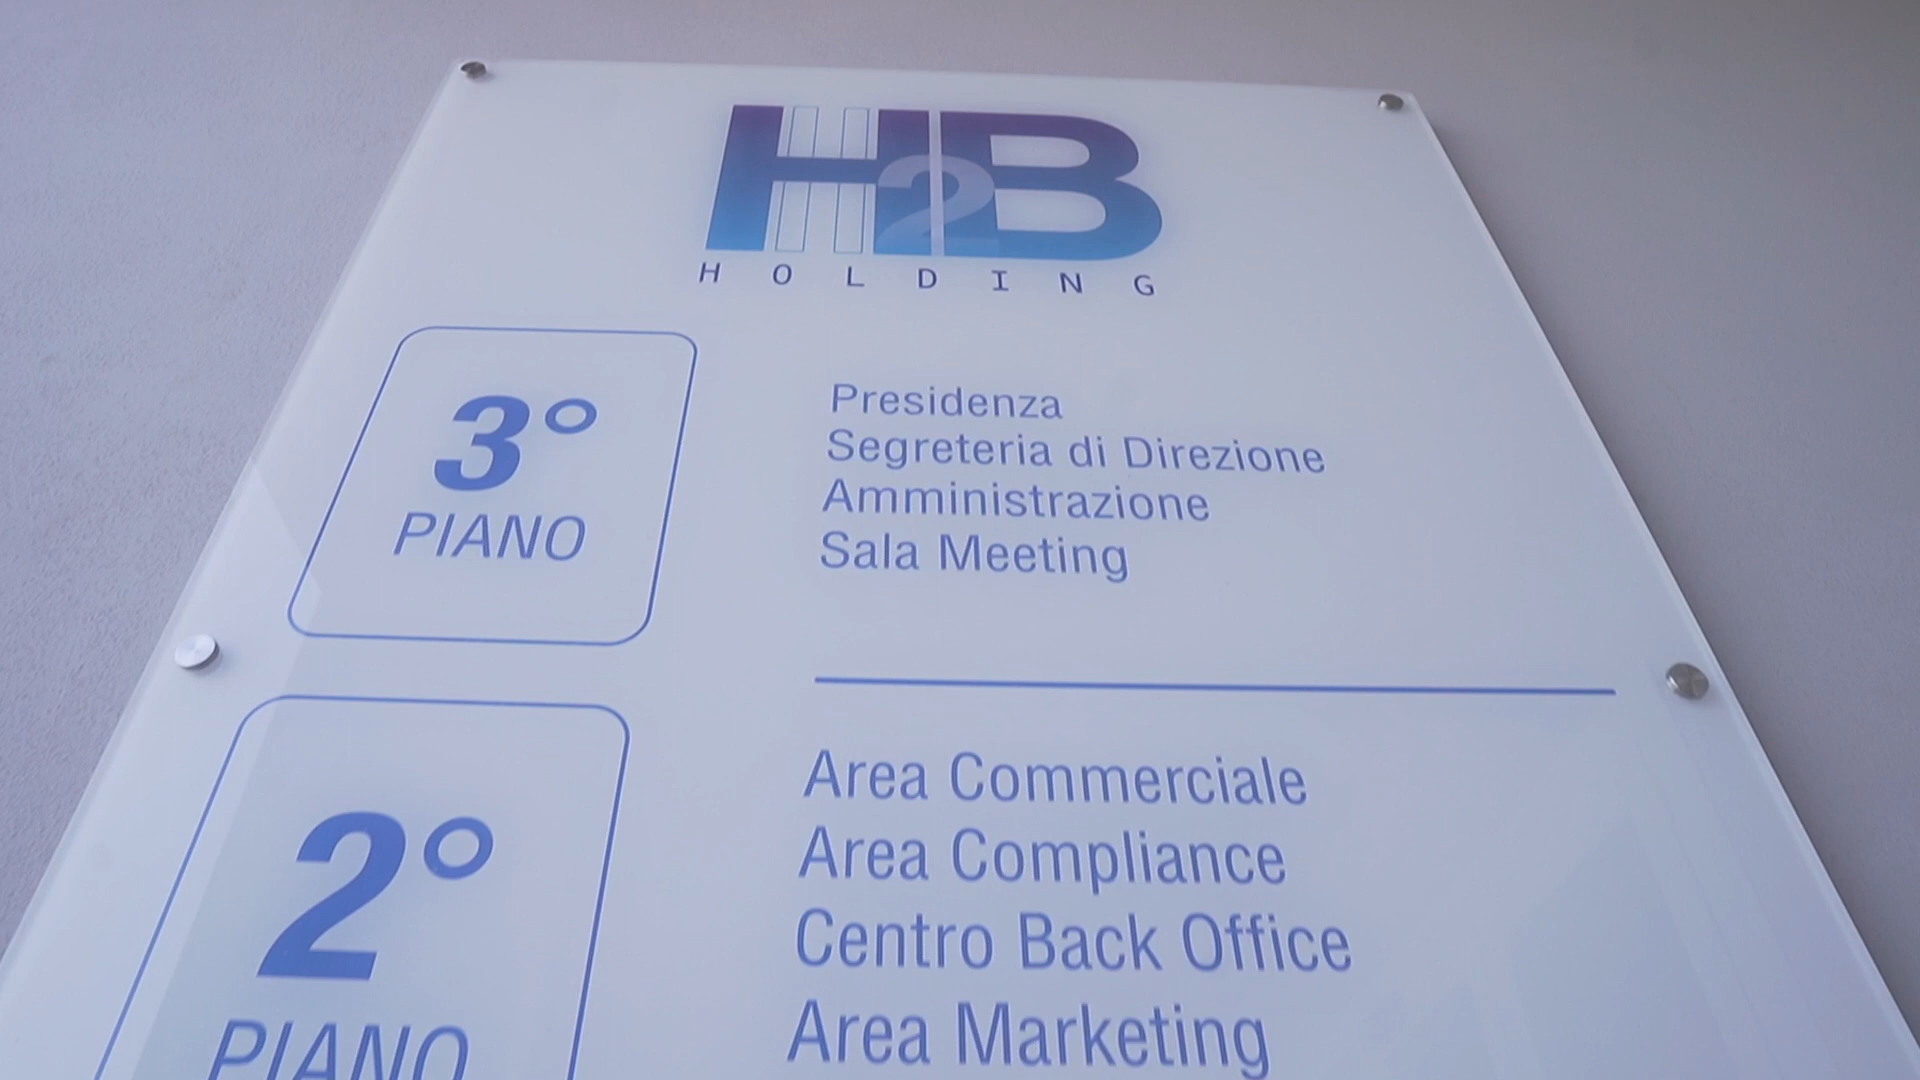 H2B
HOLDING
3°
PIANO
Presidenza
Segreteria di Direzione
Amministrazione
Sala Meeting
2°
PIANO
Area Commerciale
Area Compliance
Centro Back Office
Area Marketing